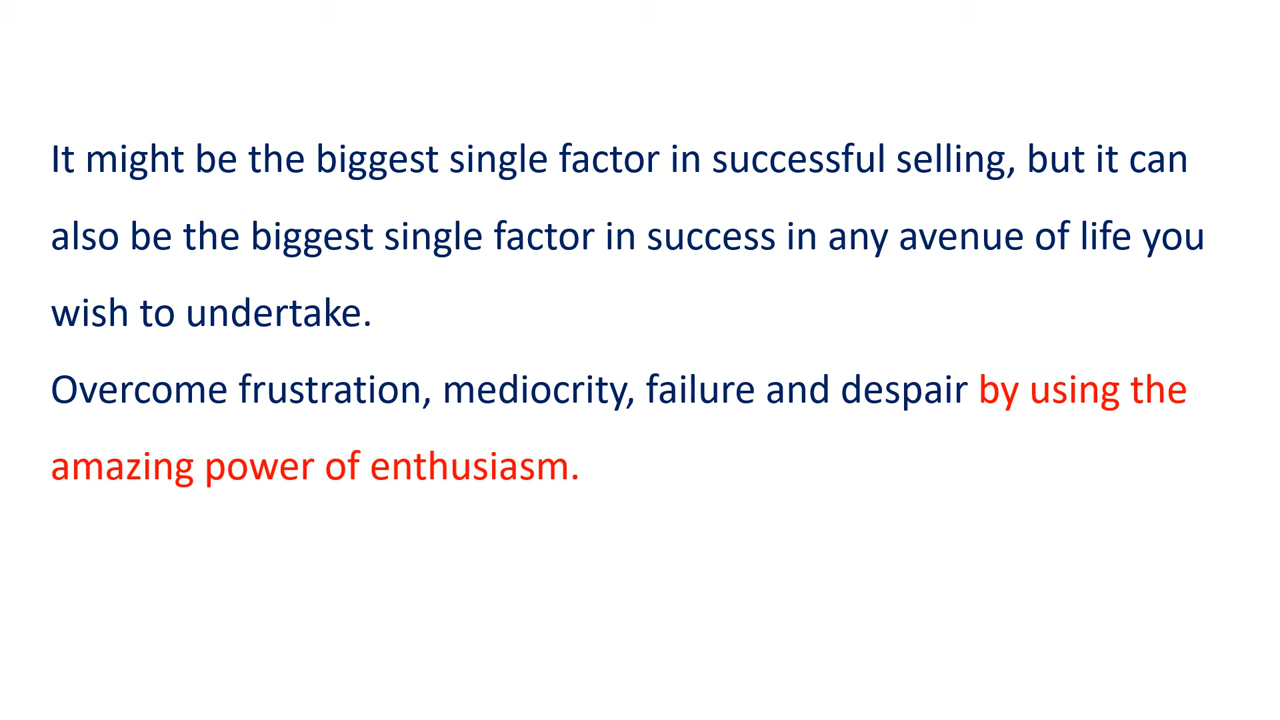 It might be the biggest single factor in successful selling, but it can
also be the biggest single factor in success in any avenue of life you
wish to undertake.
Overcome frustration, mediocrity, failure and despair by using the
amazing power of enthusiasm.